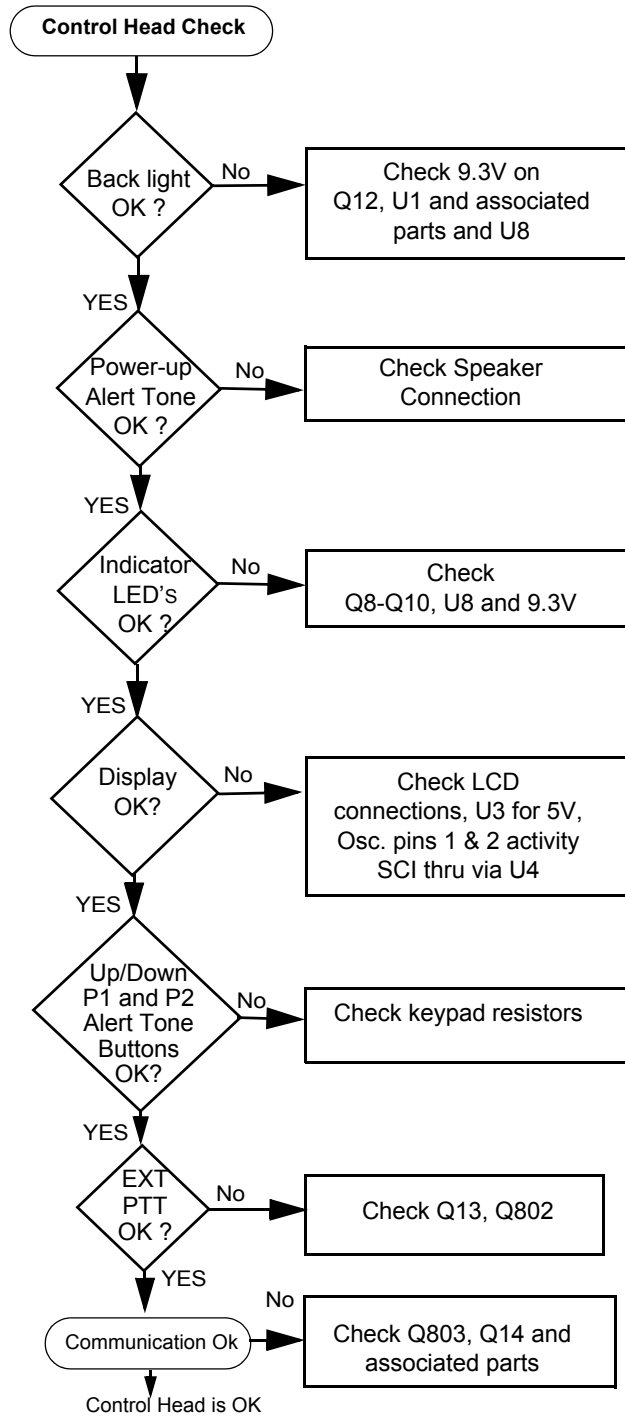 Control Head Check
Back light
OK ?
No
Check 9.3V on
Q12, U1 and associated
parts and U8
YES
Power-up
Alert Tone
OK ?
No
Check Speaker
Connection
YES
Indicator
LED's
OK ?
No
Check
Q8-Q10, U8 and 9.3V
YES
Display
OK?
No
Check LCD
connections, U3 for 5V,
Osc. pins 1 & 2 activity
SCI thru via U4
YES
Up/Down
P1 and P2
Alert Tone
Buttons
OK?
No
Check keypad resistors
YES
EXT
PTT
OK ?
No
Check Q13, Q802
YES
Communication Ok
No
Check Q803, Q14 and
associated parts
Control Head is OK